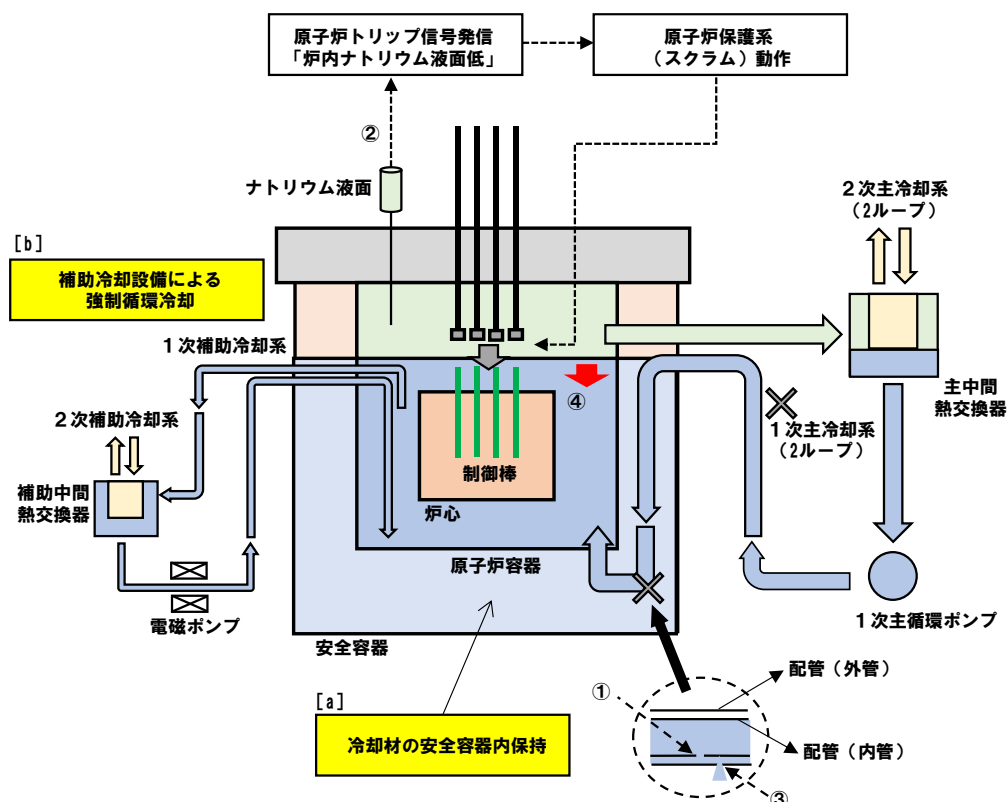 原子炉トリップ信号発信
「炉内ナトリウム液面低」
原子炉保護系
(スクラム)動作
②
ナトリウム液面
2次主冷却系
(2ループ)
[b]
補助冷却設備による
強制循環冷却
1次補助冷却系
2次補助冷却系
④
主中間
熱交換器
1次主冷却系
(2ループ)
補助中間
熱交換器
制御棒
炉心
原子炉容器
電磁ポンプ
1次主循環ポンプ
安全容器
[a]
冷却材の安全容器内保持
①
配管(外管)
配管(内管)
③